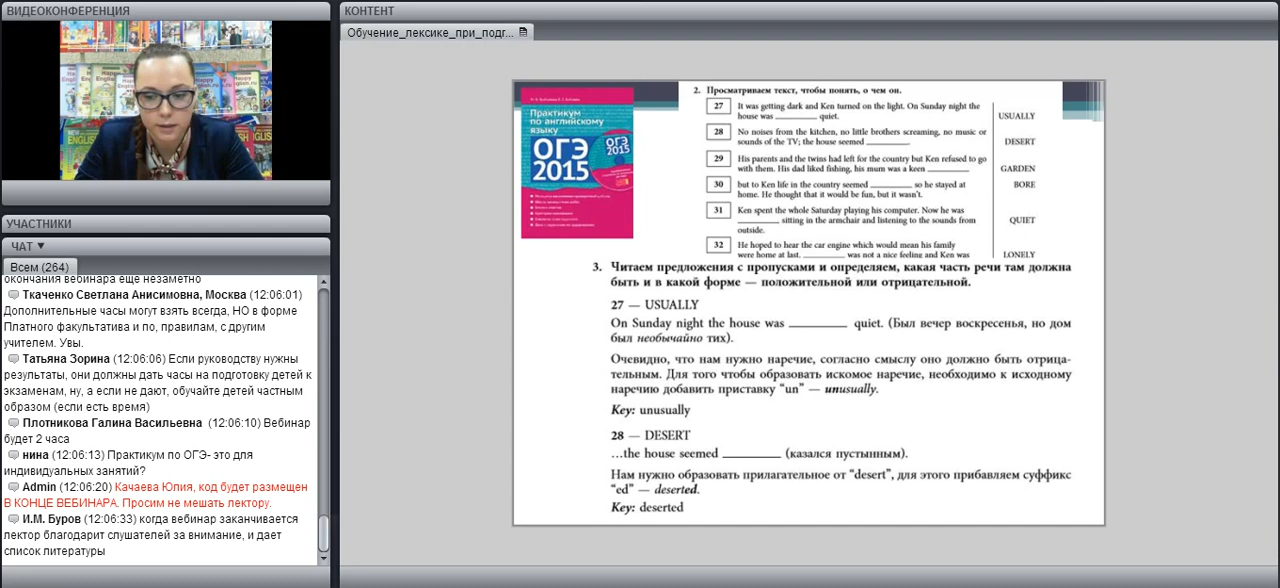 ВИДЕОКОНФЕРЕНЦИЯ
УЧАСТНИКИ
ЧАТ ▼
Всем (264)
окончания вебинара еще незаметно
Ткаченко Светлана Анисимовна, Москва (12:06:01)
Дополнительные часы могут взять всегда, НО в форме
Платного факультатива и по, правилам, с другим
учителем. Увы.
Татьяна Зорина (12:06:06) Если руководству нужны
результаты, они должны дать часы на подготовку детей к
экзаменам, ну, а если не дают, обучайте детей частным
образом (если есть время)
Плотникова Галина Васильевна (12:06:10) Вебинар
будет 2 часа
нина (12:06:13) Практикум по ОГЭ- это для
индивидуальных занятий?
Admin (12:06:20) Качаева Юлия, код будет размещен
В КОНЦЕ ВЕБИНАРА. Просим не мешать лектору.
И.М. Буров (12:06:33) когда вебинар заканчивается
лектор благодарит слушателей за внимание, и дает
список литературы
КОНТЕНТ
Обучение_лексике_при_подг...
Практикум
по английскому
языку
ОГЭ
2015
ОГЭ
2015
2. Просматриваем текст, чтобы понять, о чем он.
27 It was getting dark and Ken turned on the light. On Sunday night the
house was ________ quiet. USUALLY
28 No noises from the kitchen, no little brothers screaming, no music or
sounds of the TV; the house seemed ________. DESERT
29 His parents and the twins had left for the country but Ken refused to go
with them. His dad liked fishing, his mum was a keen ________ GARDEN
30 but to Ken life in the country seemed ________ so he stayed at BORE
home. He thought that it would be fun, but it wasn't.
31 Ken spent the whole Saturday playing his computer. Now he was
________ sitting in the armchair and listening to the sounds from QUIET
outside.
32 He hoped to hear the car engine which would mean his family
were home at last. ________ was not a nice feeling and Ken was LONELY
3. Читаем предложения с пропусками и определяем, какая часть речи там должна
быть и в какой форме — положительной или отрицательной.
27 — USUALLY
On Sunday night the house was ________ quiet. (Был вечер воскресенья, но дом
был необычайно тих).
Очевидно, что нам нужно наречие, согласно смыслу оно должно быть отрица-
тельным. Для того чтобы образовать искомое наречие, необходимо к исходному
наречию добавить приставку "un" — unusually.
Key: unusually
28 — DESERT
...the house seemed ________ (казался пустынным).
Нам нужно образовать прилагательное от "desert", для этого прибавляем суффикс
"ed" — deserted.
Key: deserted